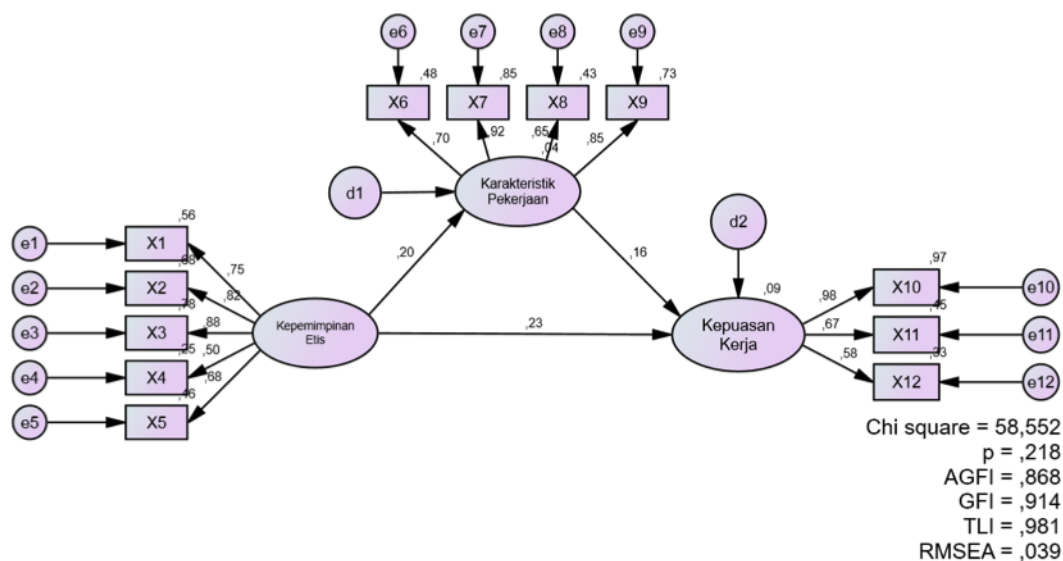 e6 e7 e8 e9
,48 ,85 ,43 ,73
X6 X7 X8 X9
,70 ,92 ,65 ,85
,04
Karakteristik
Pekerjaan
d1
d2
,56
e1 X1
,75
,68
e2 X2
,82
,78
e3 X3
,88
,25
e4 X4
,50
,68
,46
e5 X5
Kepemimpinan
Etis
,20
,16
,23
,09
Kepuasan
Kerja
,97
,98
X10 e10
,45
,67
X11 e11
,33
,58
X12 e12
Chi square = 58,552
p = ,218
AGFI = ,868
GFI = ,914
TLI = ,981
RMSEA = ,039